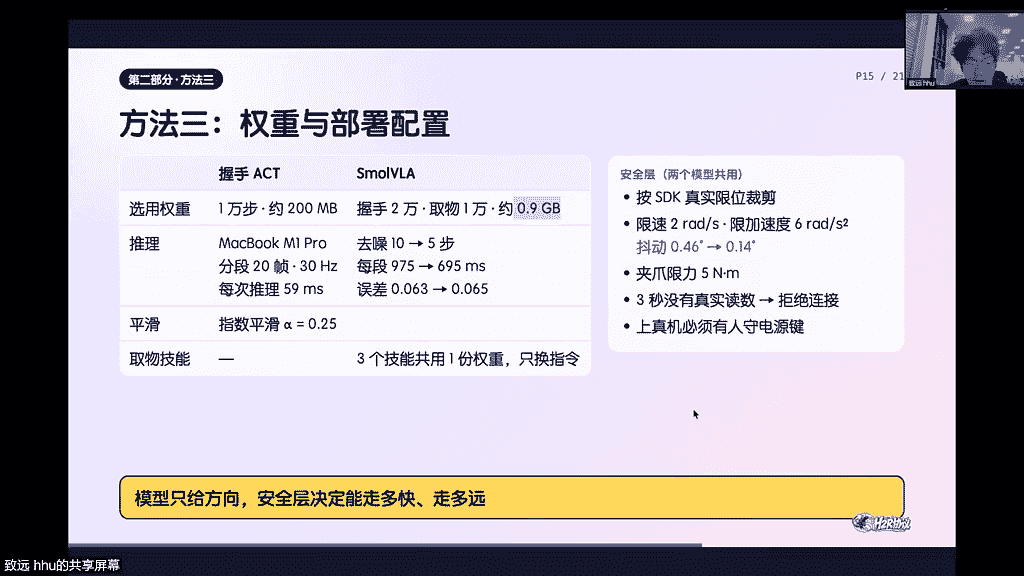 第二部分·方法三
P15 / 21
致远 hhu
方法三：权重与部署配置
握手 ACT SmolVLA
选用权重 1 万步·约 200 MB 握手 2 万·取物 1 万·约 0.9 GB
推理 MacBook M1 Pro 去噪 10 → 5 步
分段 20 帧·30 Hz 每段 975 → 695 ms
每次推理 59 ms 误差 0.063 → 0.065
平滑 指数平滑 α = 0.25
取物技能 — 3 个技能共用 1 份权重，只换指令
安全层（两个模型共用）
• 按 SDK 真实限位裁剪
• 限速 2 rad/s · 限加速度 6 rad/s²
抖动 0.46° → 0.14°
• 夹爪限力 5 N·m
• 3 秒没有真实读数 → 拒绝连接
• 上真机必须有人守电源键
模型只给方向，安全层决定能走多快、走多远
致远 hhu的共享屏幕